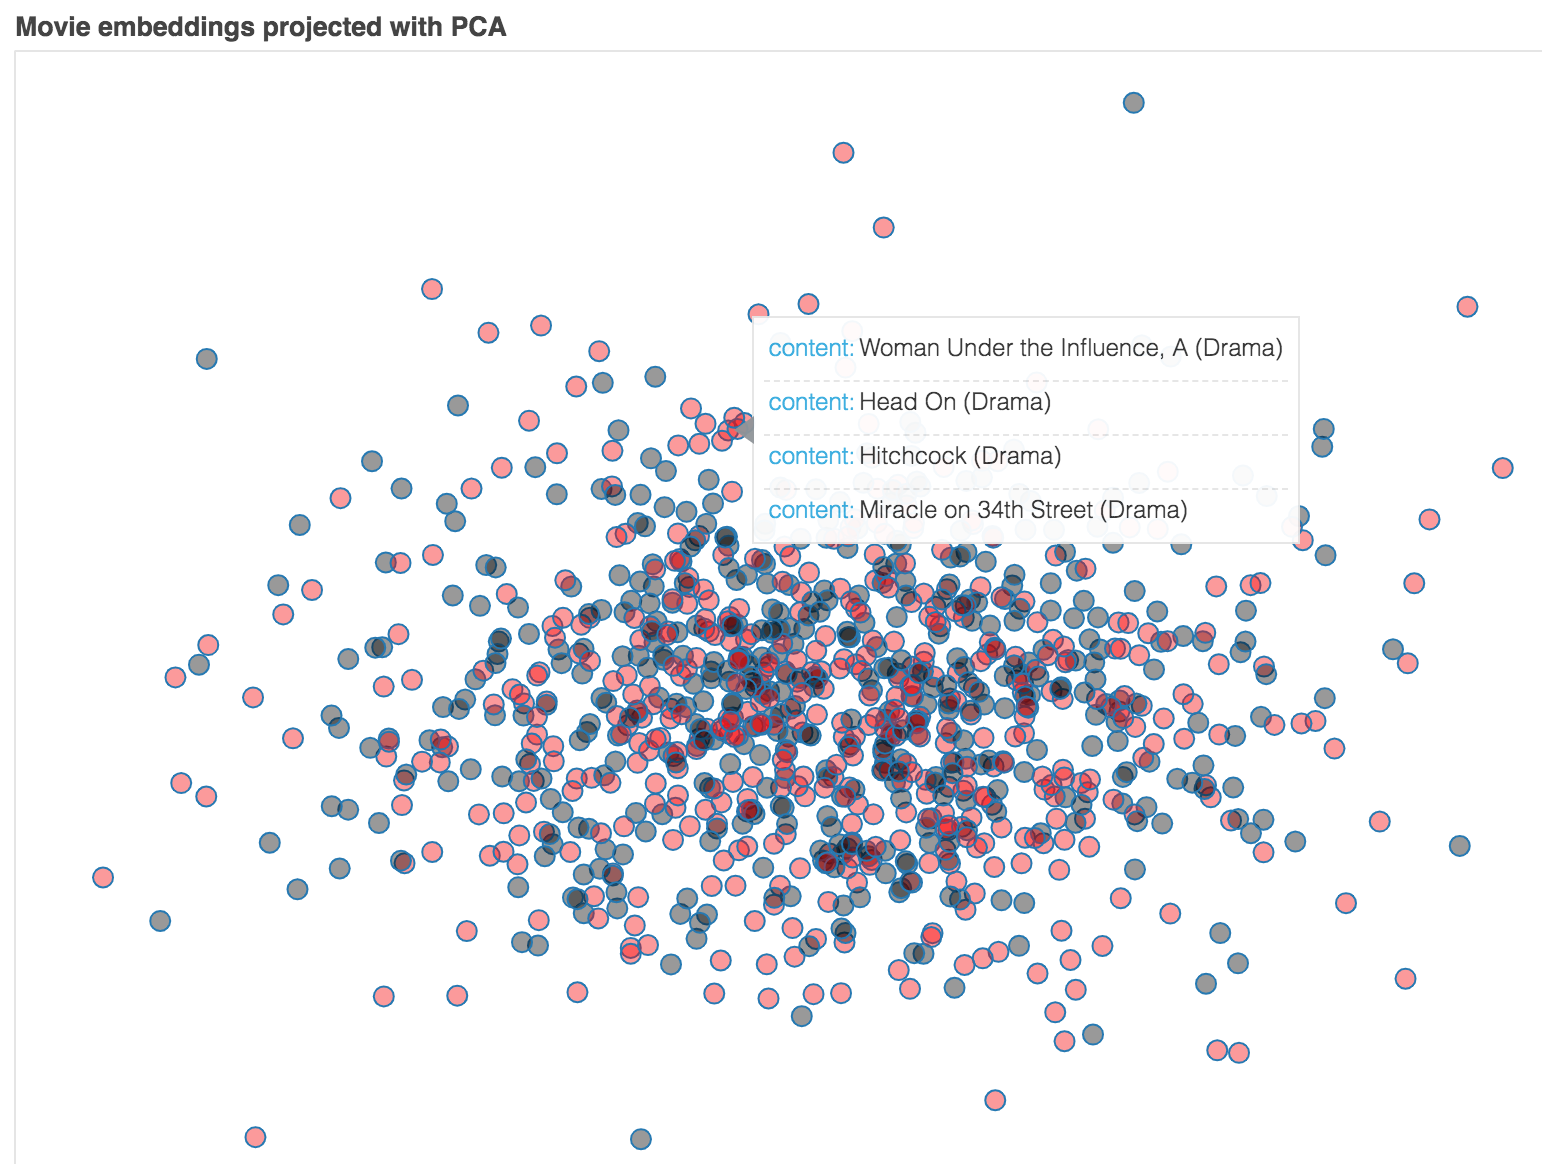 Movie embeddings projected with PCA
content: Woman Under the Influence, A (Drama)
content: Head On (Drama)
content: Hitchcock (Drama)
content: Miracle on 34th Street (Drama)